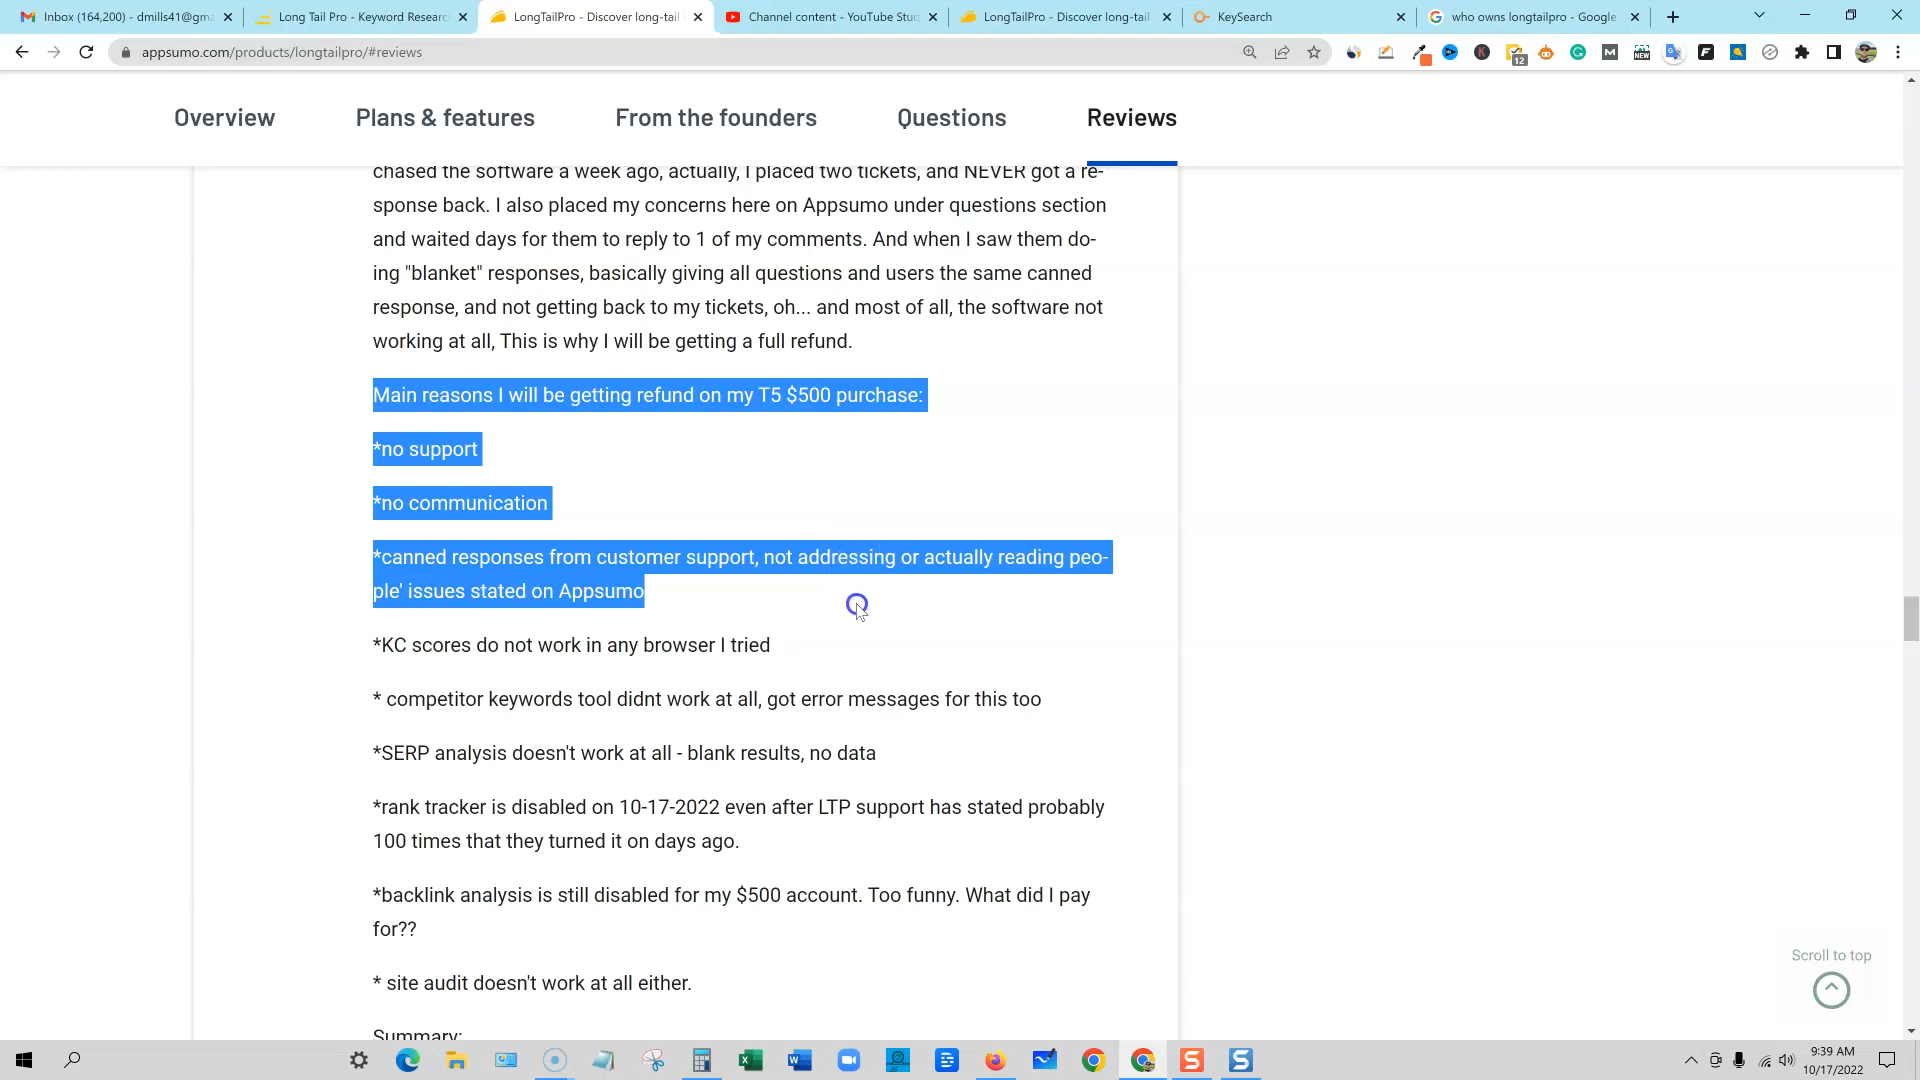 Inbox (164,200) - dmills41@gma
Long Tail Pro - Keyword Researc
LongTailPro - Discover long-tail
Channel content - YouTube Stud
LongTailPro - Discover long-tail
KeySearch
who owns longtailpro - Google
appsumo.com/products/longtailpro/#reviews
12
NEW
Overview
Plans & features
From the founders
Questions
Reviews
chased the software a week ago, actually, I placed two tickets, and NEVER got a re-
sponse back. I also placed my concerns here on Appsumo under questions section
and waited days for them to reply to 1 of my comments. And when I saw them do-
ing "blanket" responses, basically giving all questions and users the same canned
response, and not getting back to my tickets, oh... and most of all, the software not
working at all, This is why I will be getting a full refund.
Main reasons I will be getting refund on my T5 $500 purchase:
*no support
*no communication
*canned responses from customer support, not addressing or actually reading peo-
ple' issues stated on Appsumo
*KC scores do not work in any browser I tried
* competitor keywords tool didnt work at all, got error messages for this too
*SERP analysis doesn't work at all - blank results, no data
*rank tracker is disabled on 10-17-2022 even after LTP support has stated probably
100 times that they turned it on days ago.
*backlink analysis is still disabled for my $500 account. Too funny. What did I pay
for??
* site audit doesn't work at all either.
Summary:
Scroll to top
9:39 AM
10/17/2022